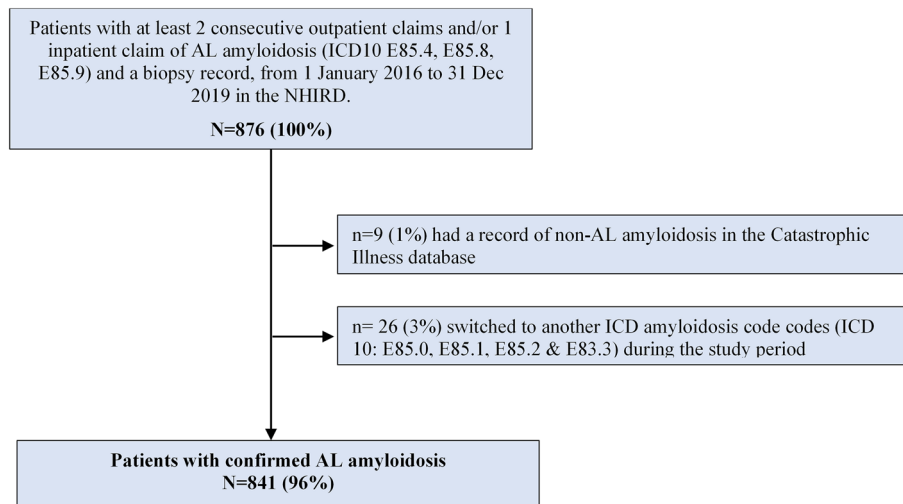 Patients with at least 2 consecutive outpatient claims and/or 1
inpatient claim of AL amyloidosis (ICD10 E85.4, E85.8,
E85.9) and a biopsy record, from 1 January 2016 to 31 Dec
2019 in the NHIRD.
N=876 (100%)
n=9 (1%) had a record of non-AL amyloidosis in the Catastrophic
Illness database
n= 26 (3%) switched to another ICD amyloidosis code codes (ICD
10: E85.0, E85.1, E85.2 & E83.3) during the study period
Patients with confirmed AL amyloidosis
N=841 (96%)